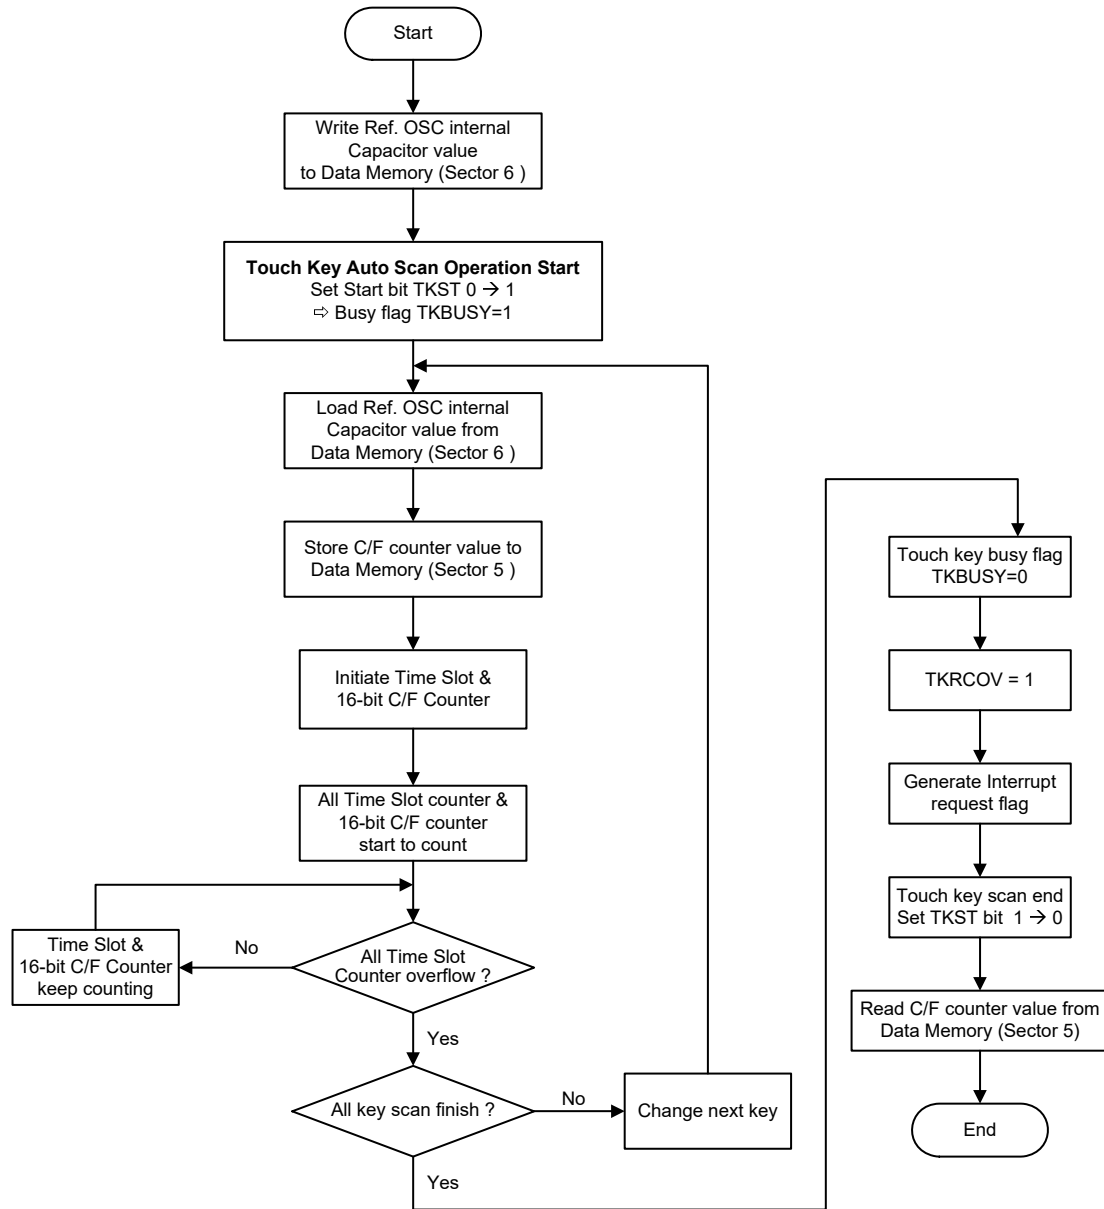 Start
Write Ref. OSC internal
Capacitor value
to Data Memory (Sector 6 )
Touch Key Auto Scan Operation Start
Set Start bit TKST 0 → 1
⇨ Busy flag TKBUSY=1
Load Ref. OSC internal
Capacitor value from
Data Memory (Sector 6 )
Store C/F counter value to
Data Memory (Sector 5 )
Initiate Time Slot &
16-bit C/F Counter
All Time Slot counter &
16-bit C/F counter
start to count
All Time Slot
Counter overflow ?
No
Time Slot &
16-bit C/F Counter
keep counting
Yes
All key scan finish ?
No
Change next key
Yes
Touch key busy flag
TKBUSY=0
TKRCOV = 1
Generate Interrupt
request flag
Touch key scan end
Set TKST bit 1 → 0
Read C/F counter value from
Data Memory (Sector 5)
End